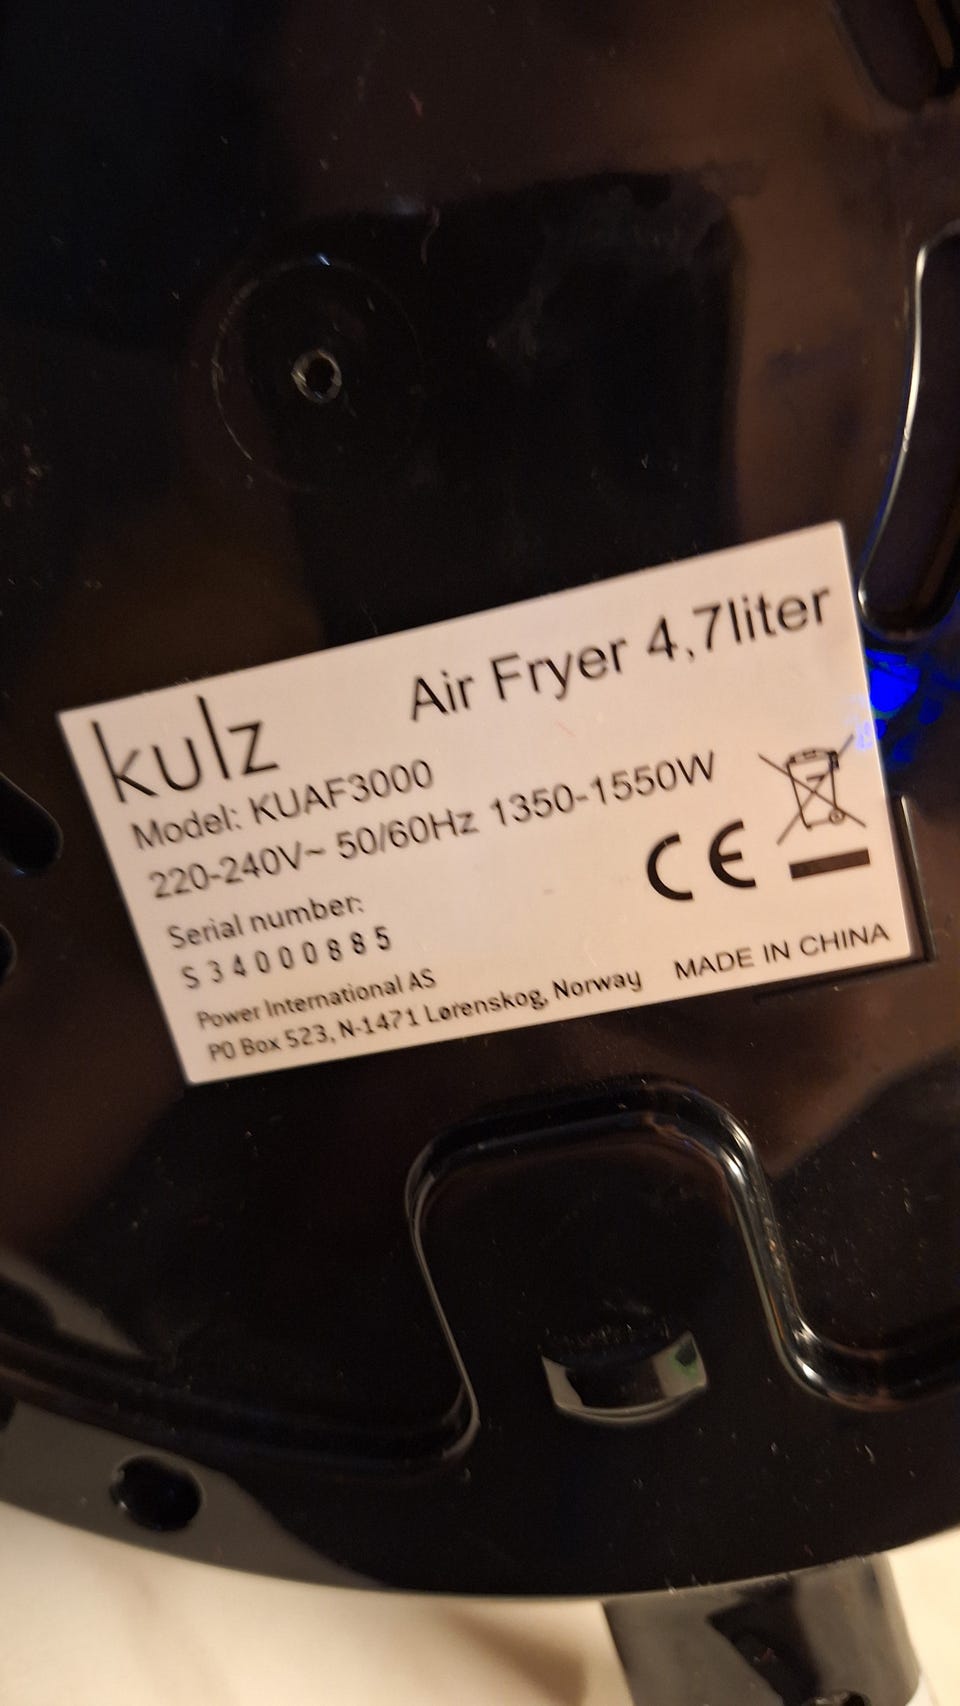 kulz
Air Fryer 4,7liter
Model: KUAF3000
220-240V~ 50/60Hz 1350-1550W
Serial number:
S34000885
CE
Power International AS
PO Box 523, N-1471 Lørenskog, Norway
MADE IN CHINA